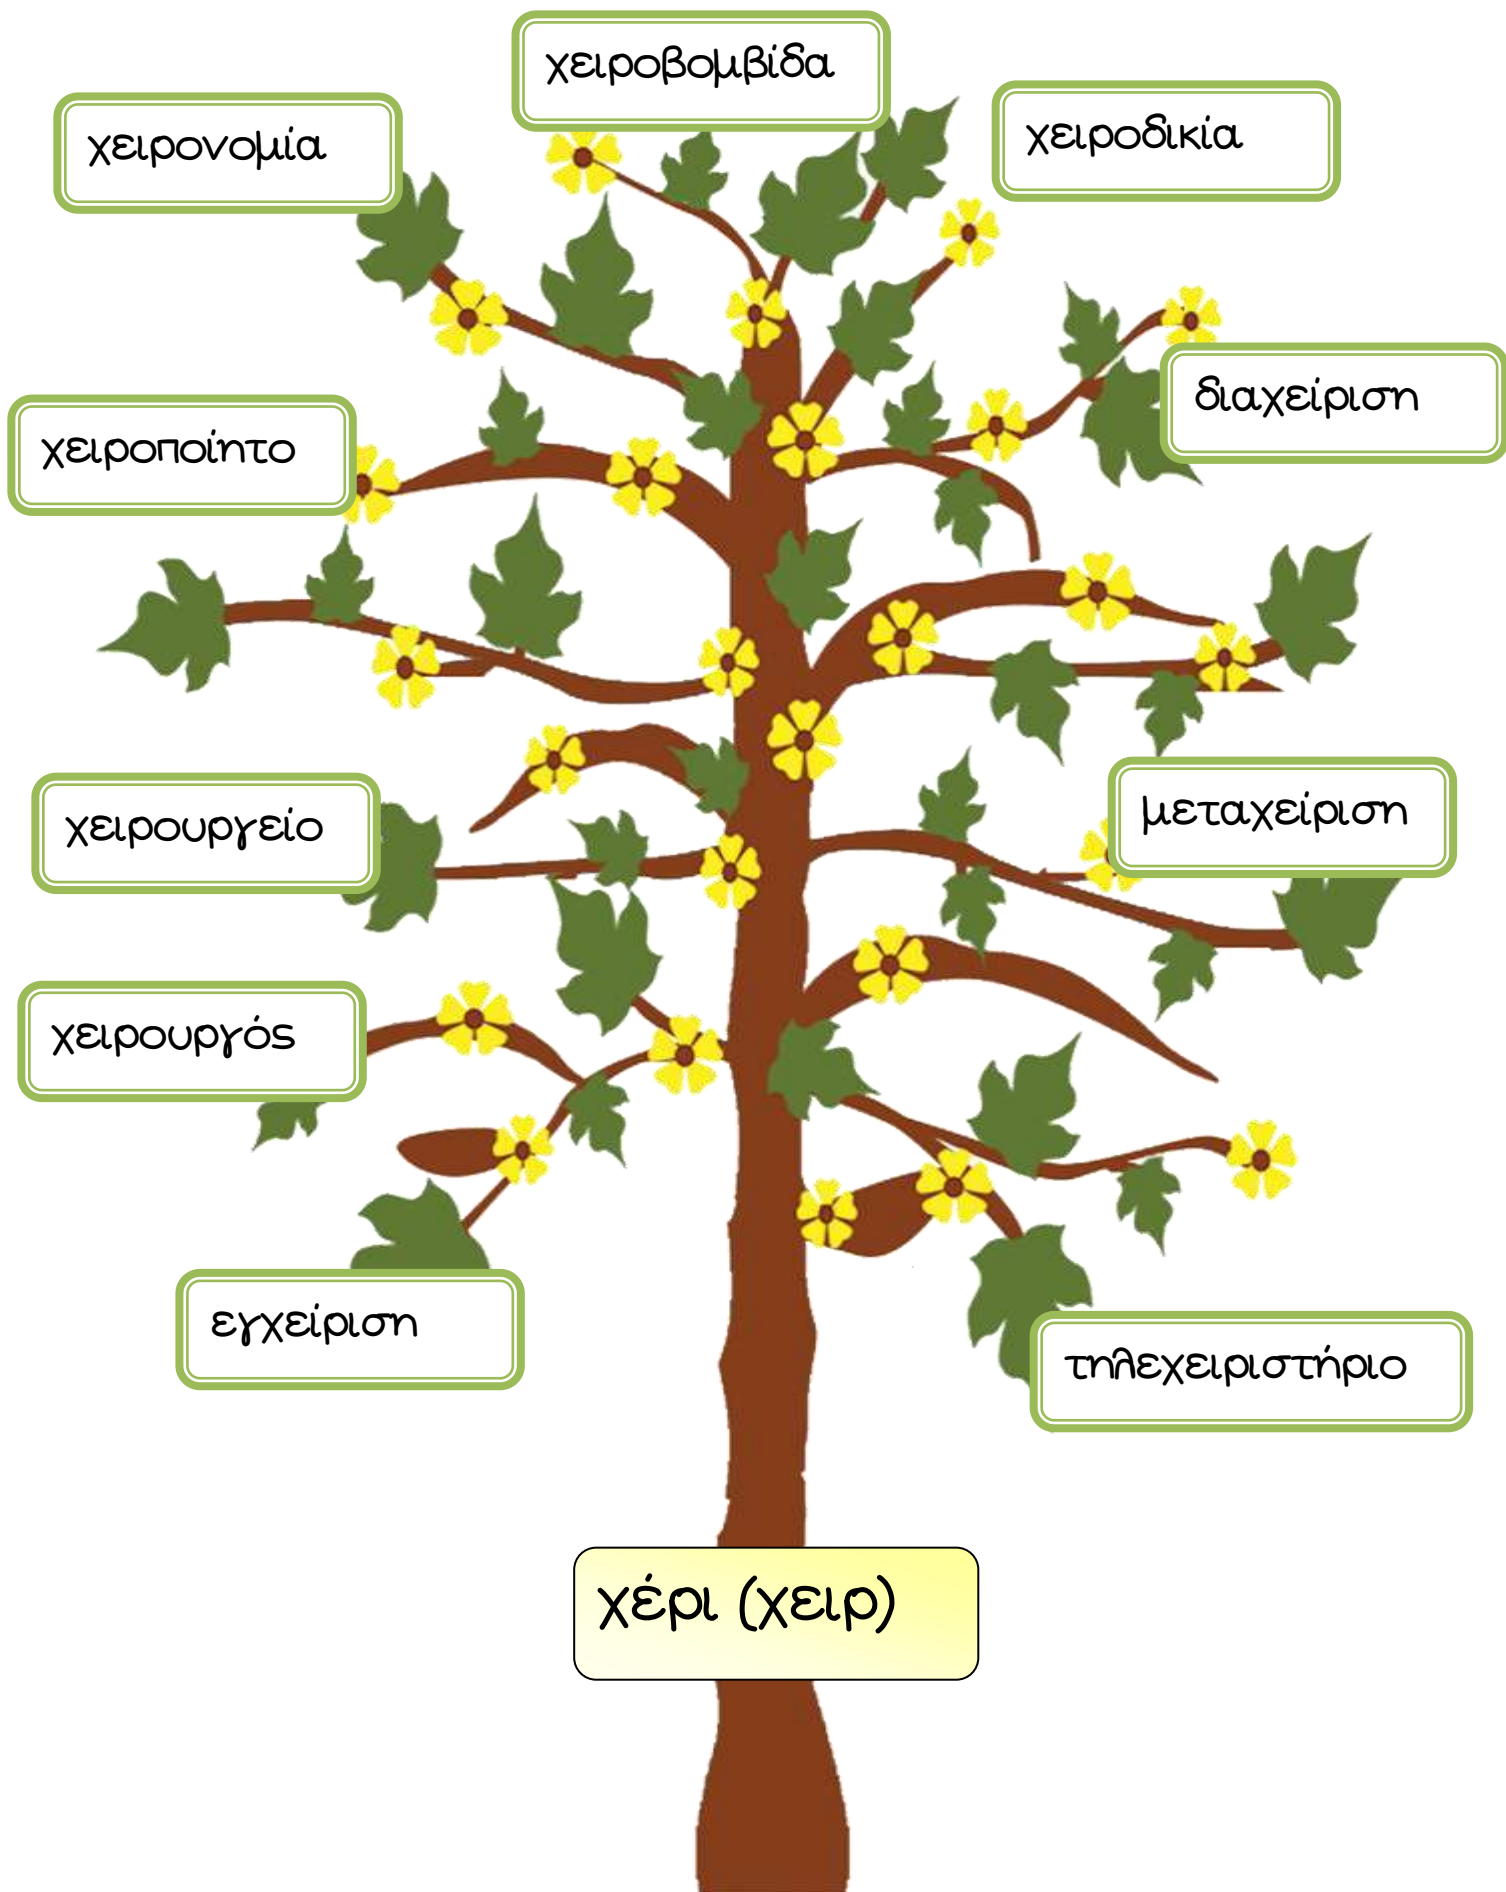 χειροβομβίδα
χειρονομία
χειροδικία
διαχείριση
χειροποίητο
μεταχείριση
χειρουργείο
χειρουργός
εγχείριση
τηλεχειριστήριο
χέρι (χειρ)